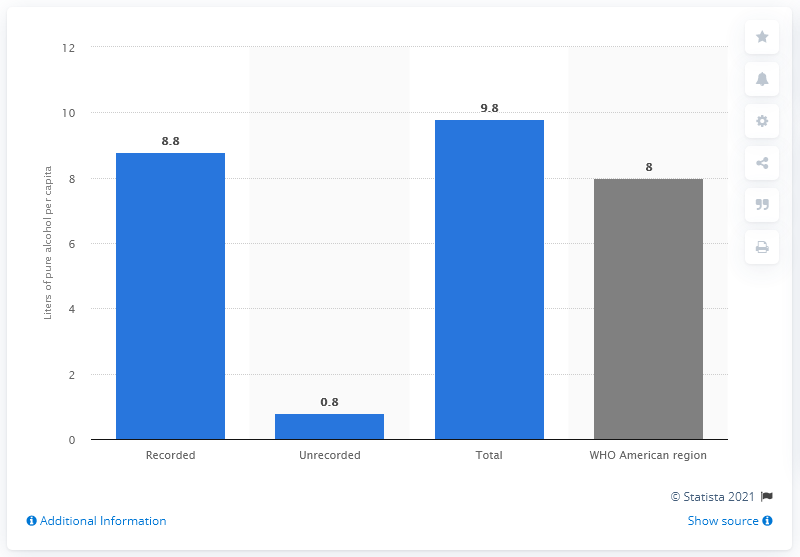 12
10
8
6
4
2
0
Liters of pure alcohol per capita
8.8
0.8
9.8
8
Recorded
Unrecorded
Total
WHO American region
© Statista 2021
Additional Information
Show source